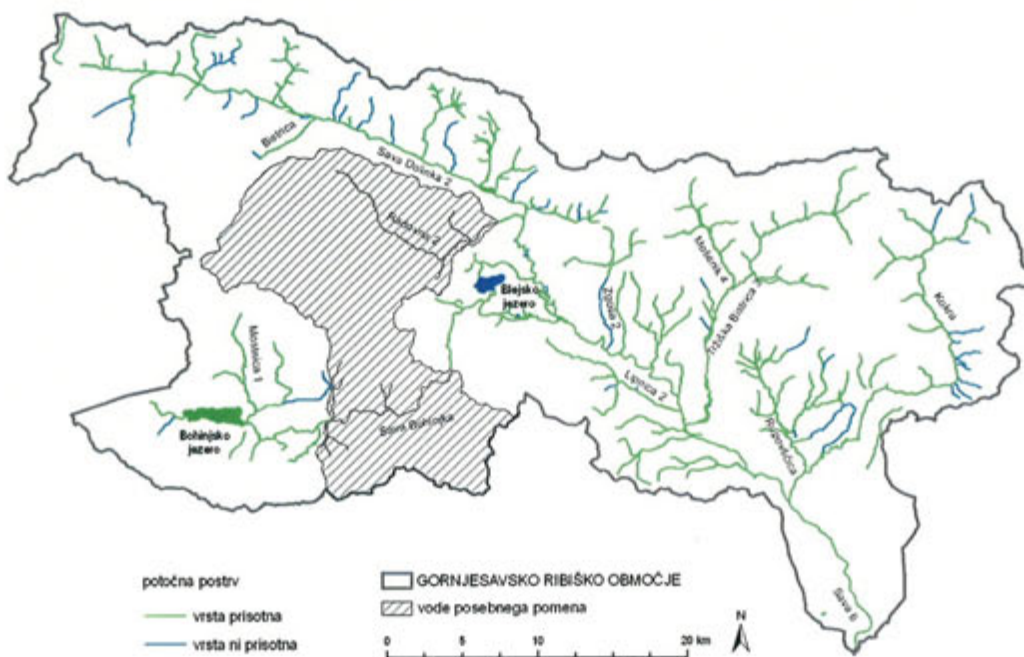 Bistrica
Sava Dolinka 2
Radovna 2
Mošenik 4
Tržiška Bistrica
Kokra
Blejsko
jezero
Zgoša 2
Mostnica 1
Lipnica 2
Bohinjsko
jezero
Sava Bohinjka
Rupovščica
Sava 6
potočna postrv
vrsta prisotna
vrsta ni prisotna
GORNJESAVSKO RIBIŠKO OBMOČJE
vode posebnega pomena
0 5 10 20 km
N